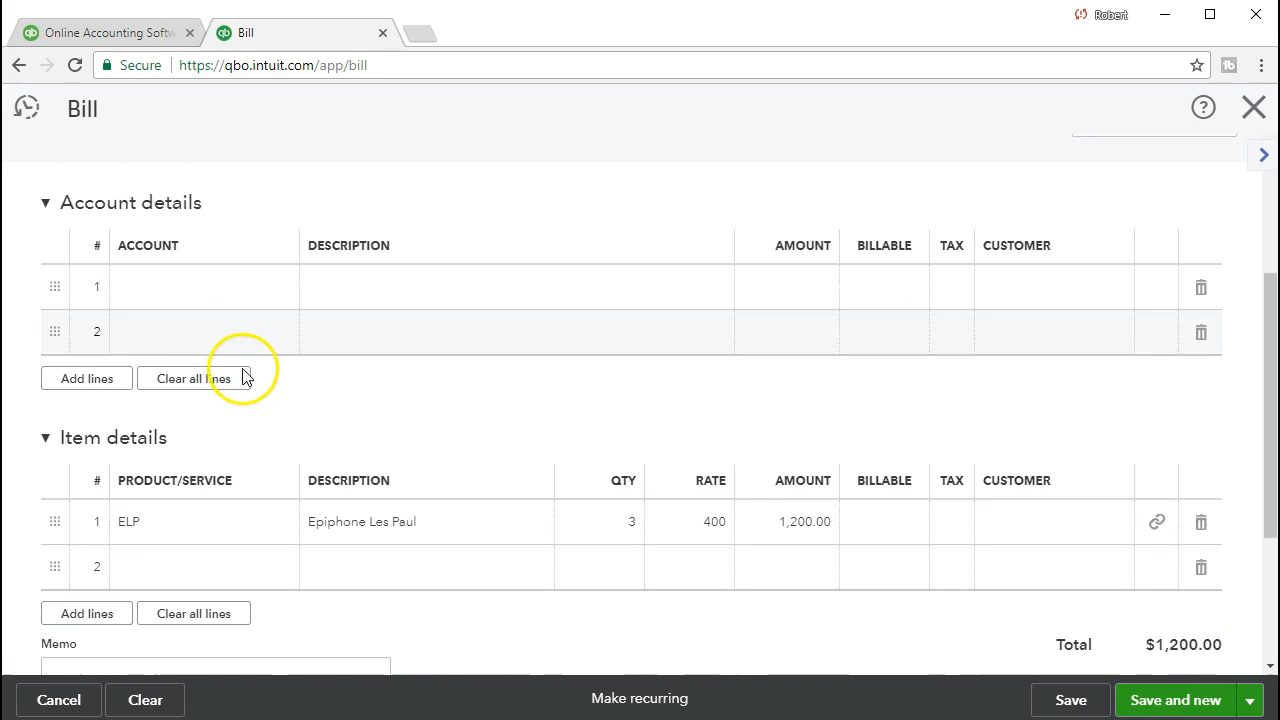 Robert
Online Accounting Softw
Bill
Secure
https://qbo.intuit.com/app/bill
Bill
Account details
# ACCOUNT DESCRIPTION AMOUNT BILLABLE TAX CUSTOMER
1
2
Add lines Clear all lines
Item details
# PRODUCT/SERVICE DESCRIPTION QTY RATE AMOUNT BILLABLE TAX CUSTOMER
1 ELP Epiphone Les Paul 3 400 1,200.00
2
Add lines Clear all lines
Memo Total $1,200.00
Cancel Clear Make recurring Save Save and new